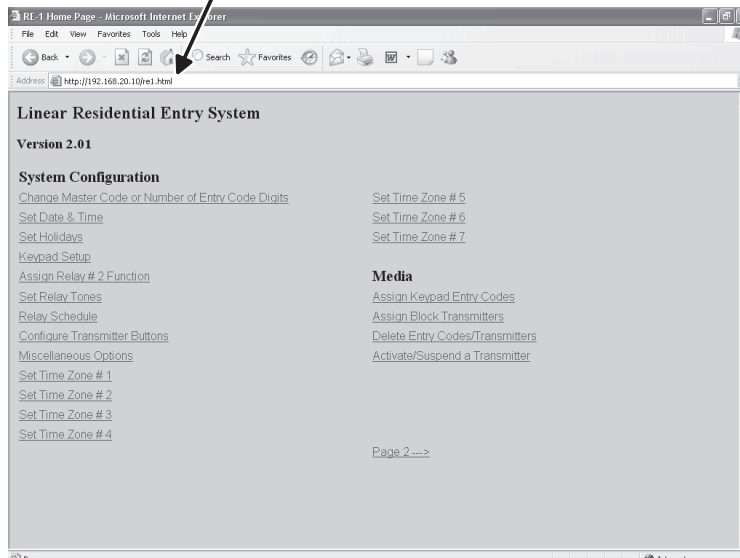 RE-1 Home Page - Microsoft Internet Explorer
File Edit View Favorites Tools Help
Back Search Favorites
Address http://192.168.20.10/re1.html
Linear Residential Entry System
Version 2.01
System Configuration
Change Master Code or Number of Entry Code Digits
Set Date & Time
Set Holidays
Keypad Setup
Assign Relay # 2 Function
Set Relay Tones
Relay Schedule
Configure Transmitter Buttons
Miscellaneous Options
Set Time Zone # 1
Set Time Zone # 2
Set Time Zone # 3
Set Time Zone # 4
Set Time Zone # 5
Set Time Zone # 6
Set Time Zone # 7
Media
Assign Keypad Entry Codes
Assign Block Transmitters
Delete Entry Codes/Transmitters
Activate/Suspend a Transmitter
Page 2 --->